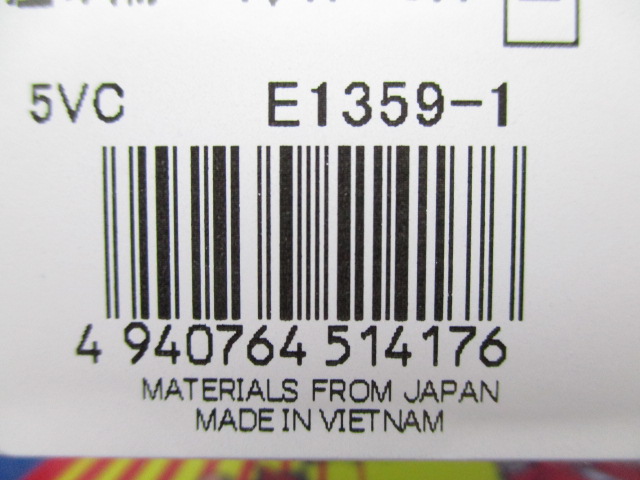 5VC E1359-1
4 940764 514176
MATERIALS FROM JAPAN
MADE IN VIETNAM